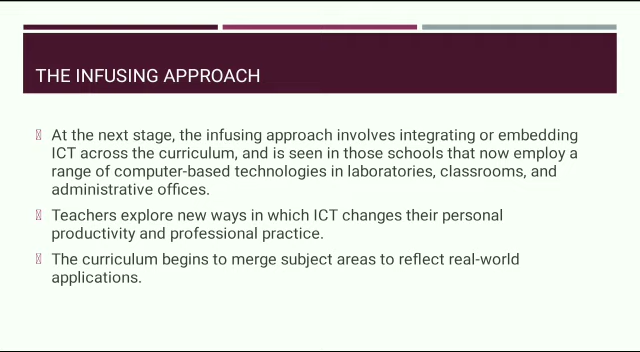 THE INFUSING APPROACH
At the next stage, the infusing approach involves integrating or embedding
ICT across the curriculum, and is seen in those schools that now employ a
range of computer-based technologies in laboratories, classrooms, and
administrative offices.
Teachers explore new ways in which ICT changes their personal
productivity and professional practice.
The curriculum begins to merge subject areas to reflect real-world
applications.